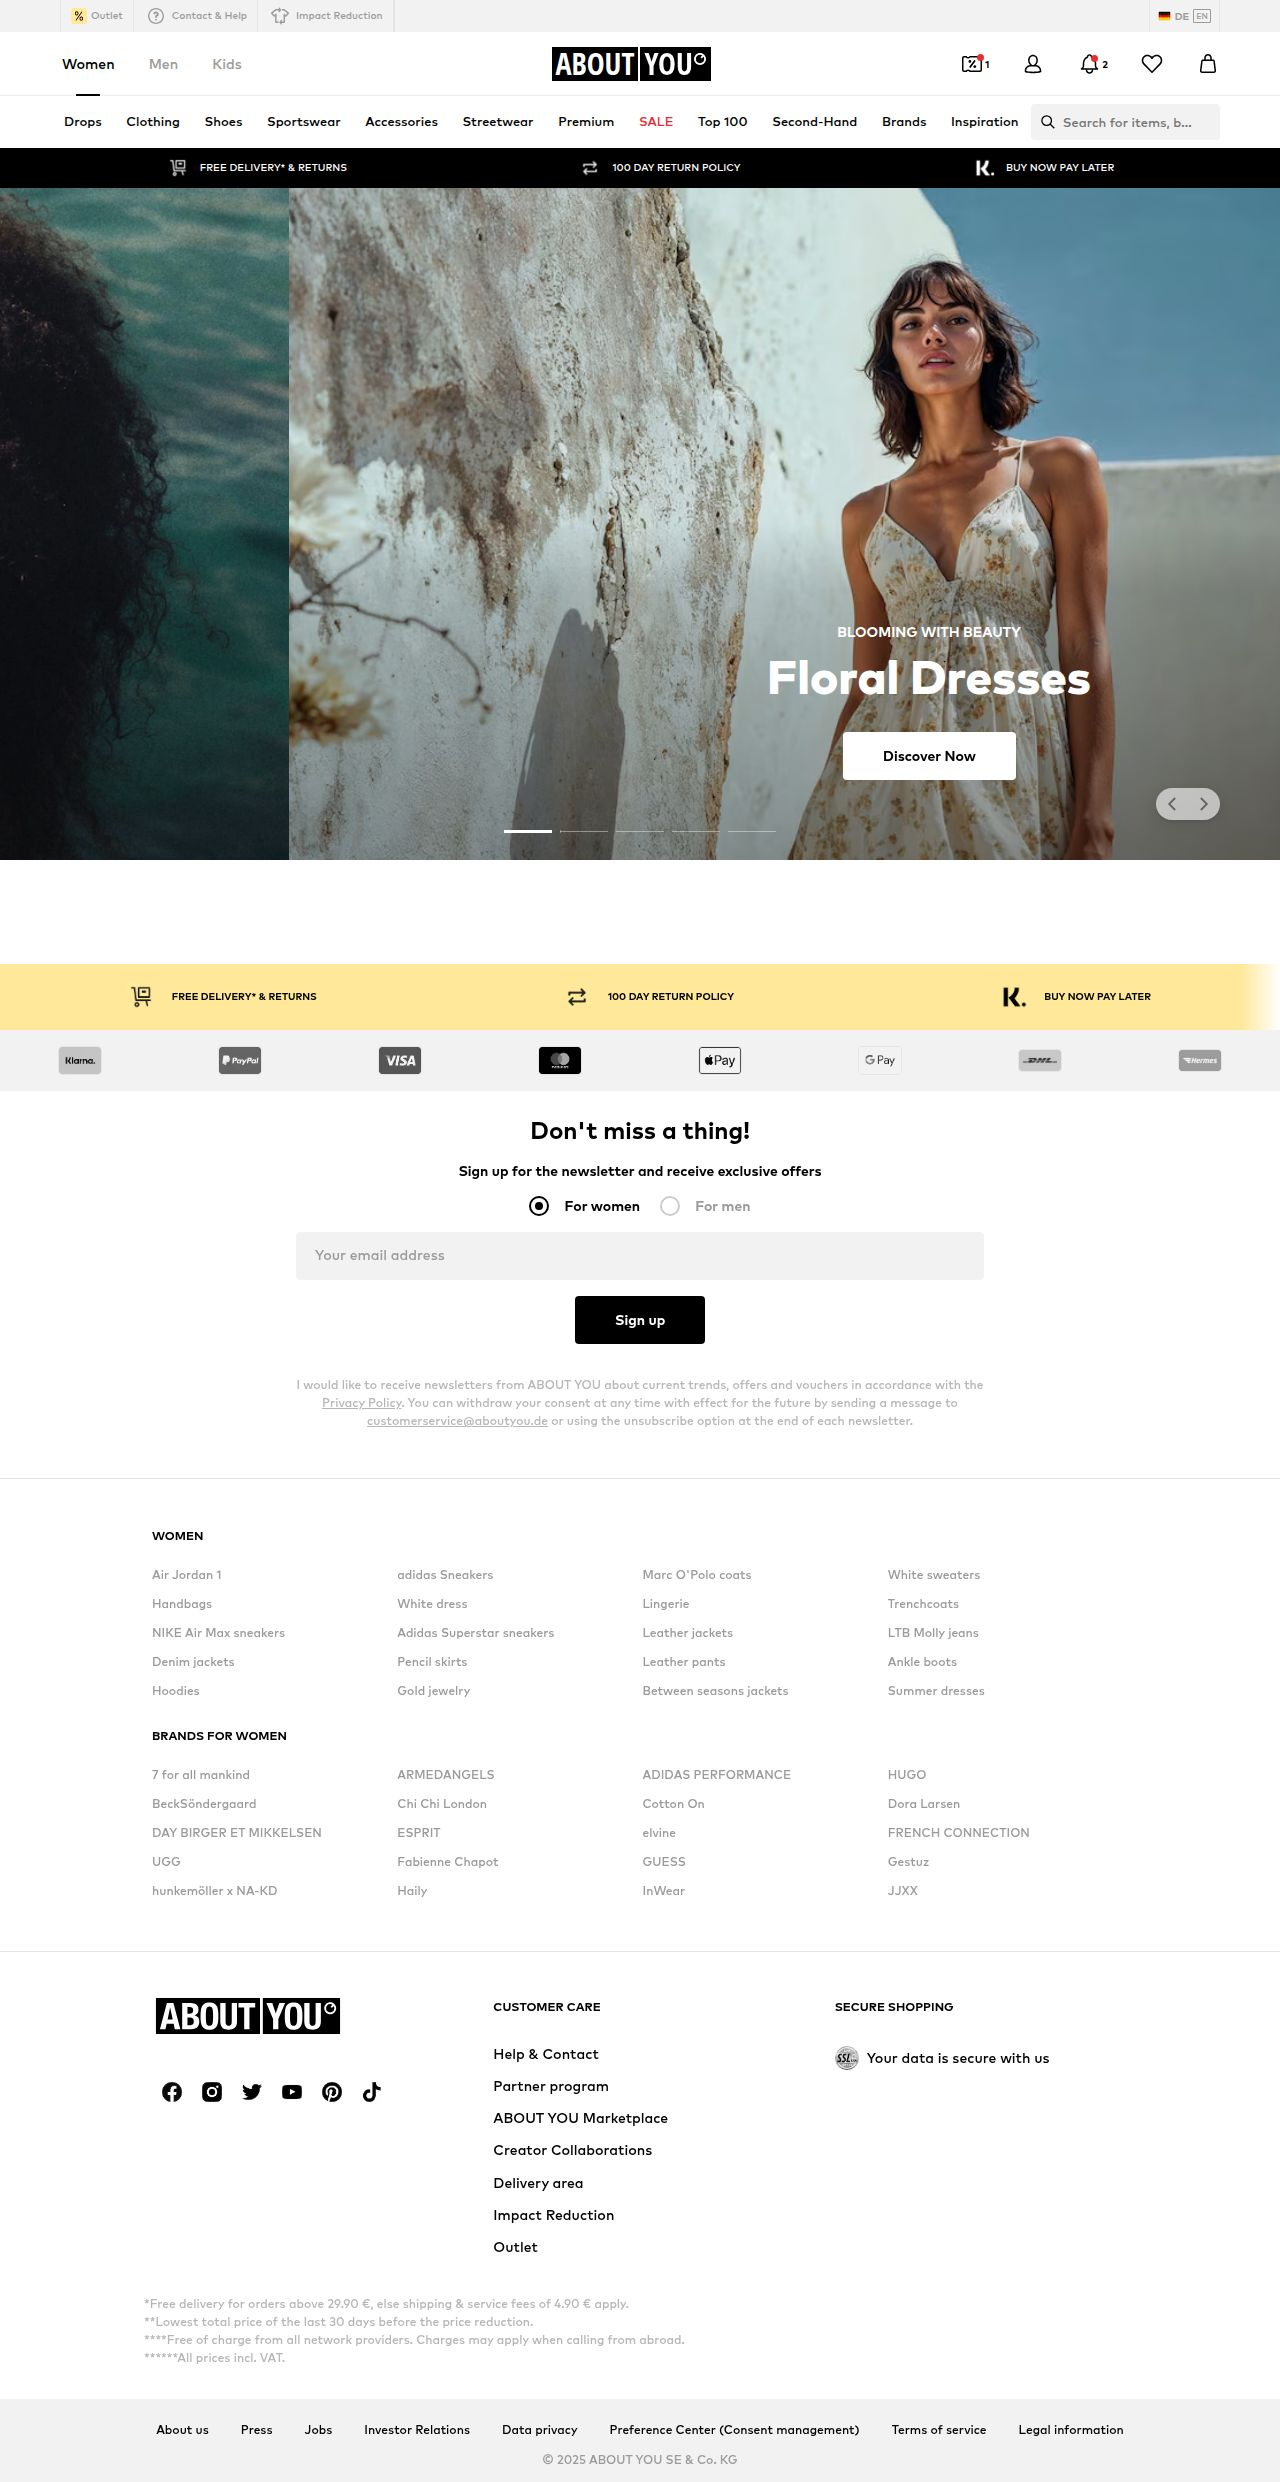 Outlet
Contact & Help
Impact Reduction
DE EN
Women Men Kids
ABOUT YOU
1
2
Drops Clothing Shoes Sportswear Accessories Streetwear Premium SALE Top 100 Second-Hand Brands Inspiration
Search for items, b...
FREE DELIVERY* & RETURNS
100 DAY RETURN POLICY
K. BUY NOW PAY LATER
BLOOMING WITH BEAUTY
Floral Dresses
Discover Now
FREE DELIVERY* & RETURNS
100 DAY RETURN POLICY
K. BUY NOW PAY LATER
Klarna. PayPal VISA Pay G Pay DHL Hermes
Don't miss a thing!
Sign up for the newsletter and receive exclusive offers
For women For men
Your email address
Sign up
I would like to receive newsletters from ABOUT YOU about current trends, offers and vouchers in accordance with the
Privacy Policy. You can withdraw your consent at any time with effect for the future by sending a message to
customerservice@aboutyou.de or using the unsubscribe option at the end of each newsletter.
WOMEN
Air Jordan 1 adidas Sneakers Marc O'Polo coats White sweaters
Handbags White dress Lingerie Trenchcoats
NIKE Air Max sneakers Adidas Superstar sneakers Leather jackets LTB Molly jeans
Denim jackets Pencil skirts Leather pants Ankle boots
Hoodies Gold jewelry Between seasons jackets Summer dresses
BRANDS FOR WOMEN
7 for all mankind ARMEDANGELS ADIDAS PERFORMANCE HUGO
BeckSöndergaard Chi Chi London Cotton On Dora Larsen
DAY BIRGER ET MIKKELSEN ESPRIT elvine FRENCH CONNECTION
UGG Fabienne Chapot GUESS Gestuz
hunkemöller x NA-KD Haily InWear JJXX
ABOUT YOU
CUSTOMER CARE
Help & Contact
Partner program
ABOUT YOU Marketplace
Creator Collaborations
Delivery area
Impact Reduction
Outlet
SECURE SHOPPING
SSL Your data is secure with us
*Free delivery for orders above 29.90 €, else shipping & service fees of 4.90 € apply.
**Lowest total price of the last 30 days before the price reduction.
****Free of charge from all network providers. Charges may apply when calling from abroad.
******All prices incl. VAT.
About us Press Jobs Investor Relations Data privacy Preference Center (Consent management) Terms of service Legal information
© 2025 ABOUT YOU SE & Co. KG